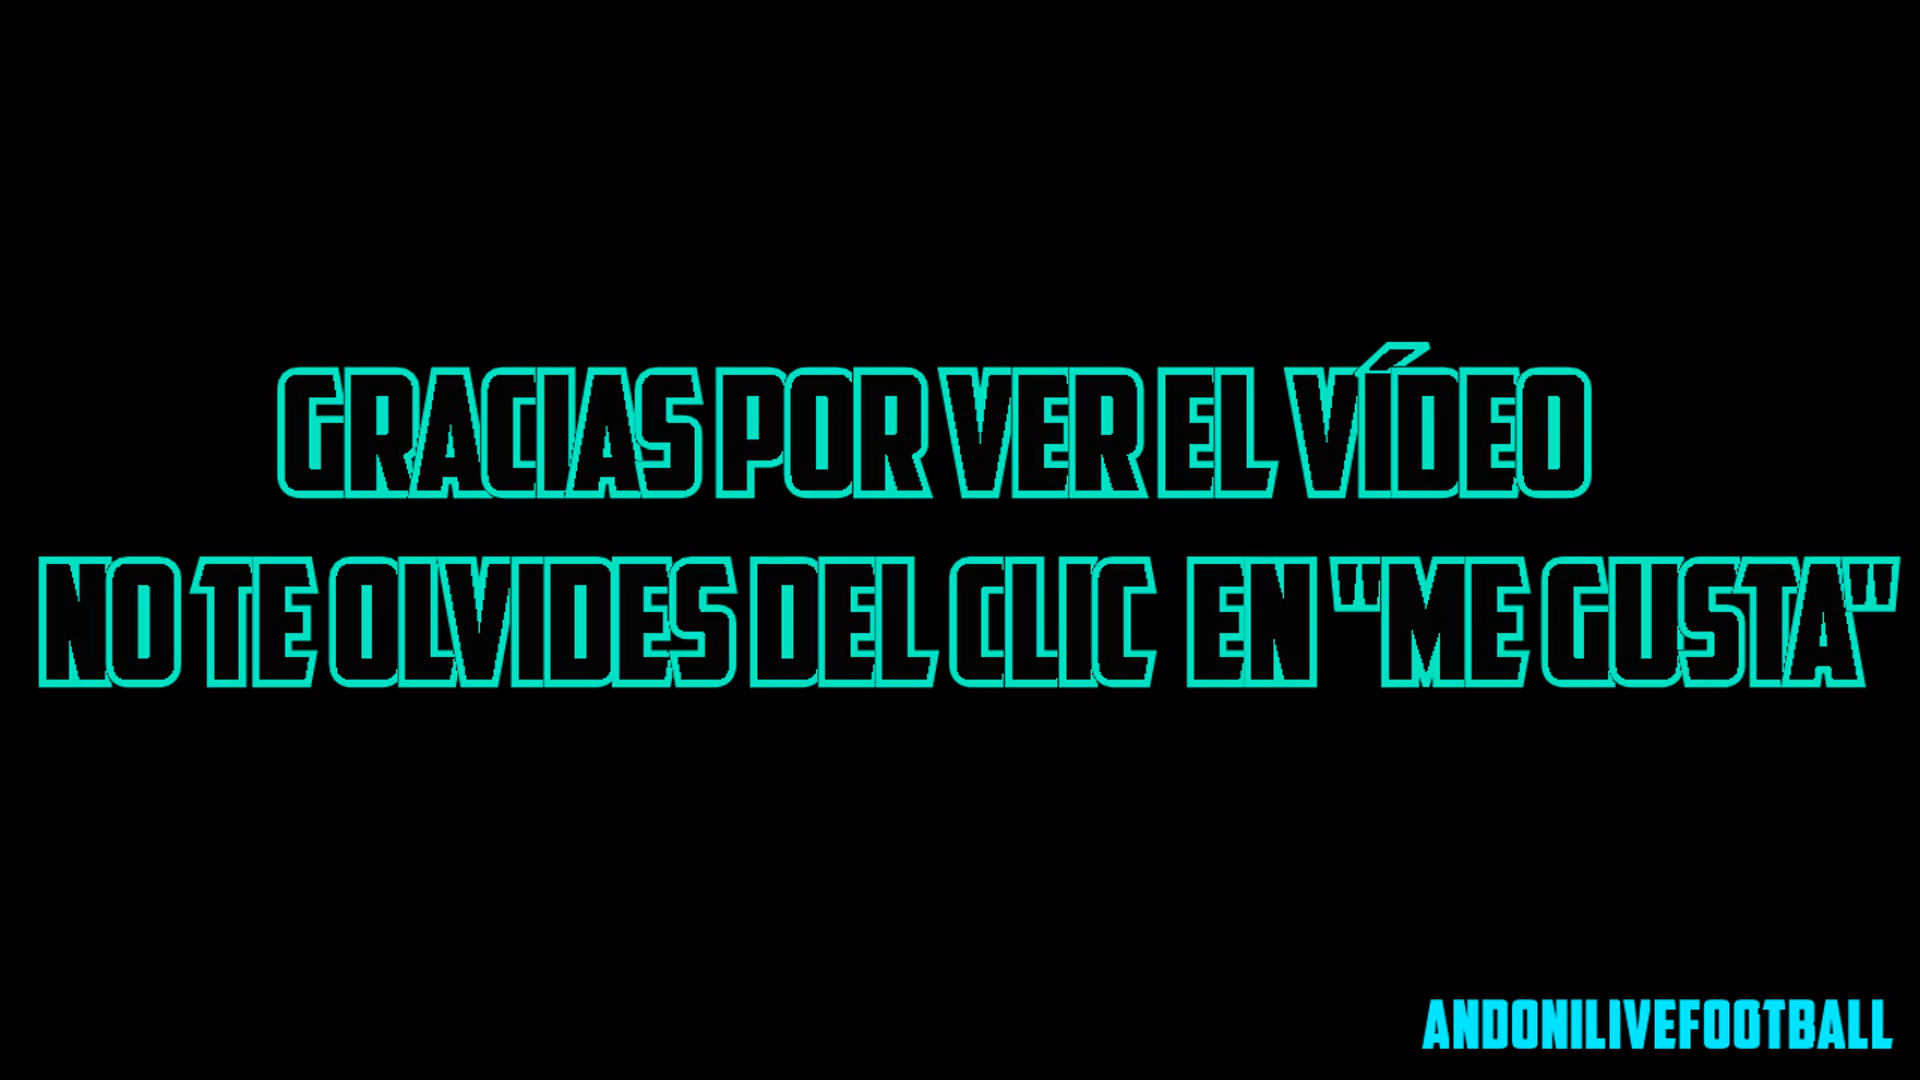 GRACIAS POR VER EL VÍDEO
NO TE OLVIDES DEL CLIC EN "ME GUSTA"
ANDONILIVEFOOTBALL